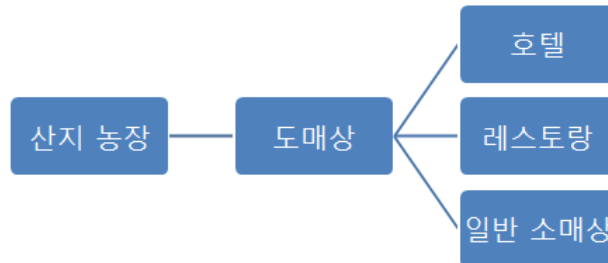 호텔
산지 농장
도매상
레스토랑
일반 소매상